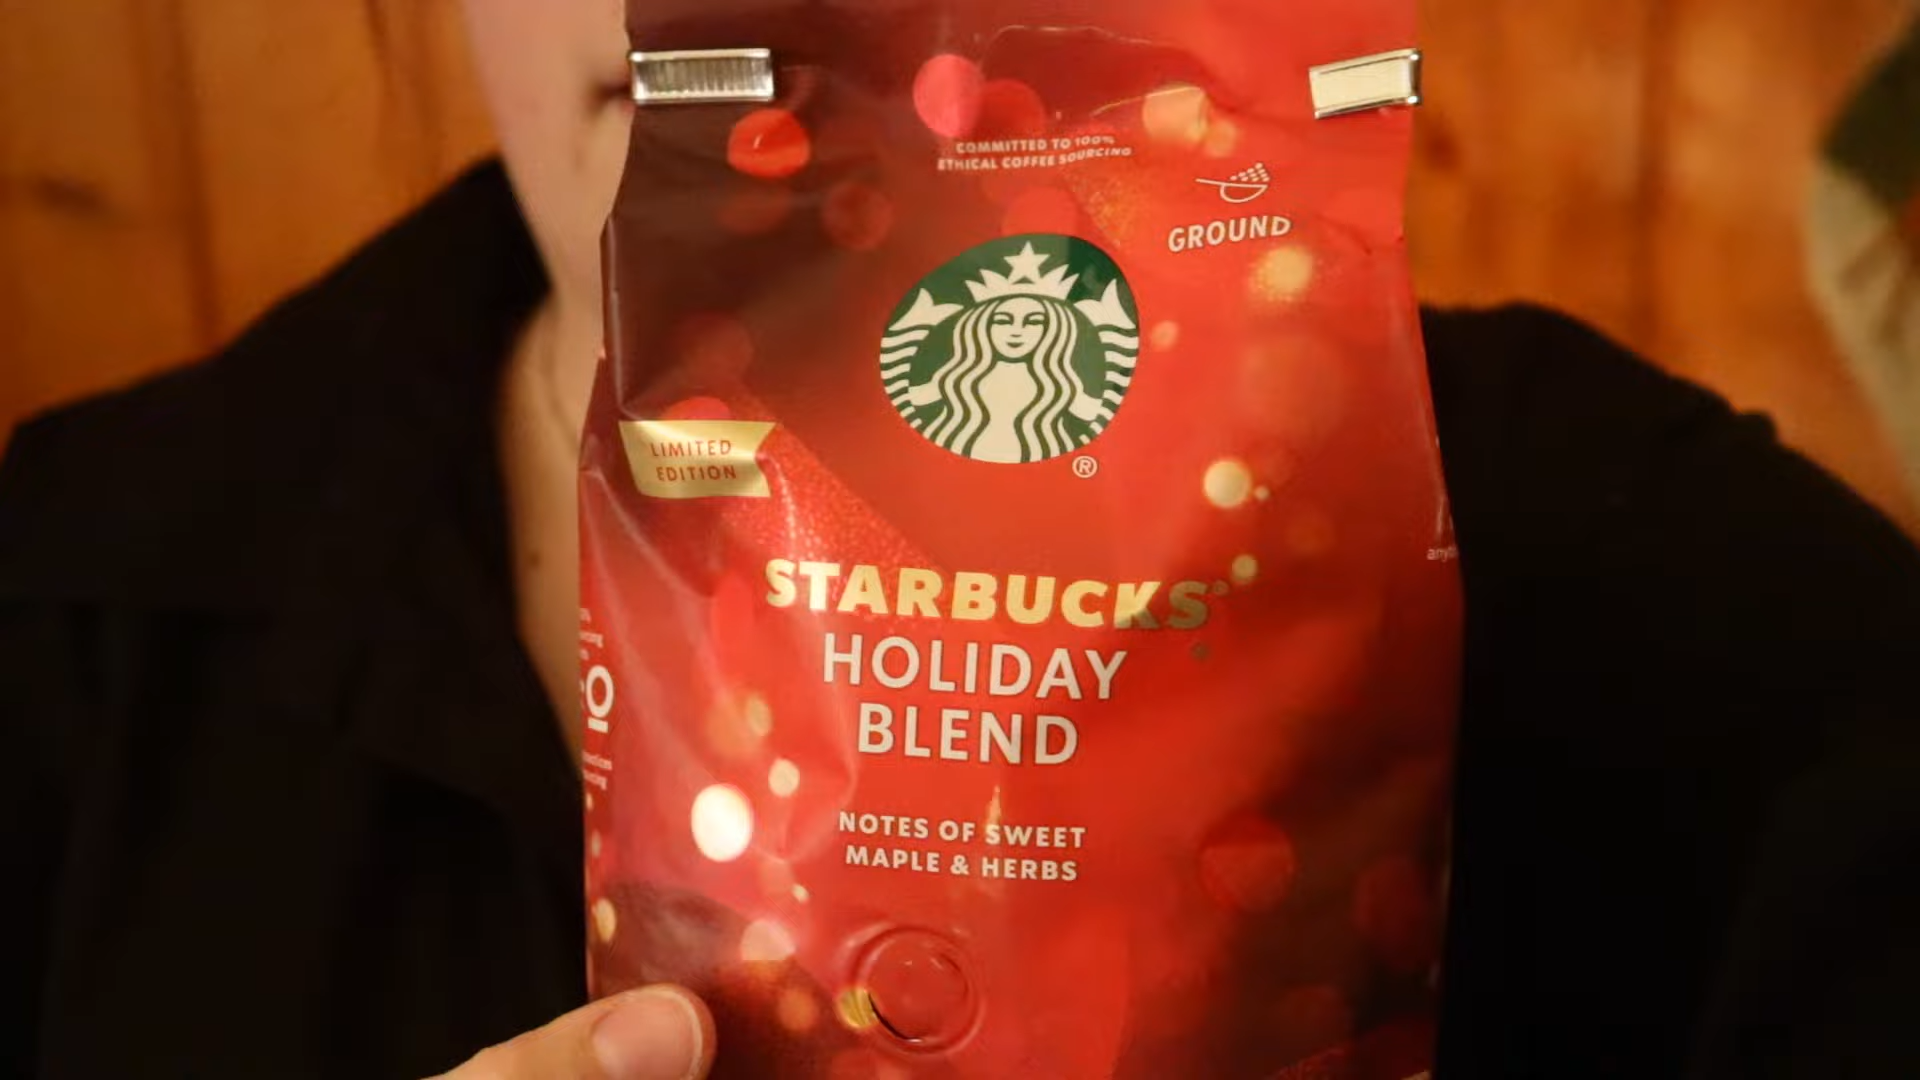 COMMITTED TO 100%
ETHICAL COFFEE SOURCING
GROUND
LIMITED
EDITION
®
STARBUCKS®
HOLIDAY
BLEND
NOTES OF SWEET
MAPLE & HERBS